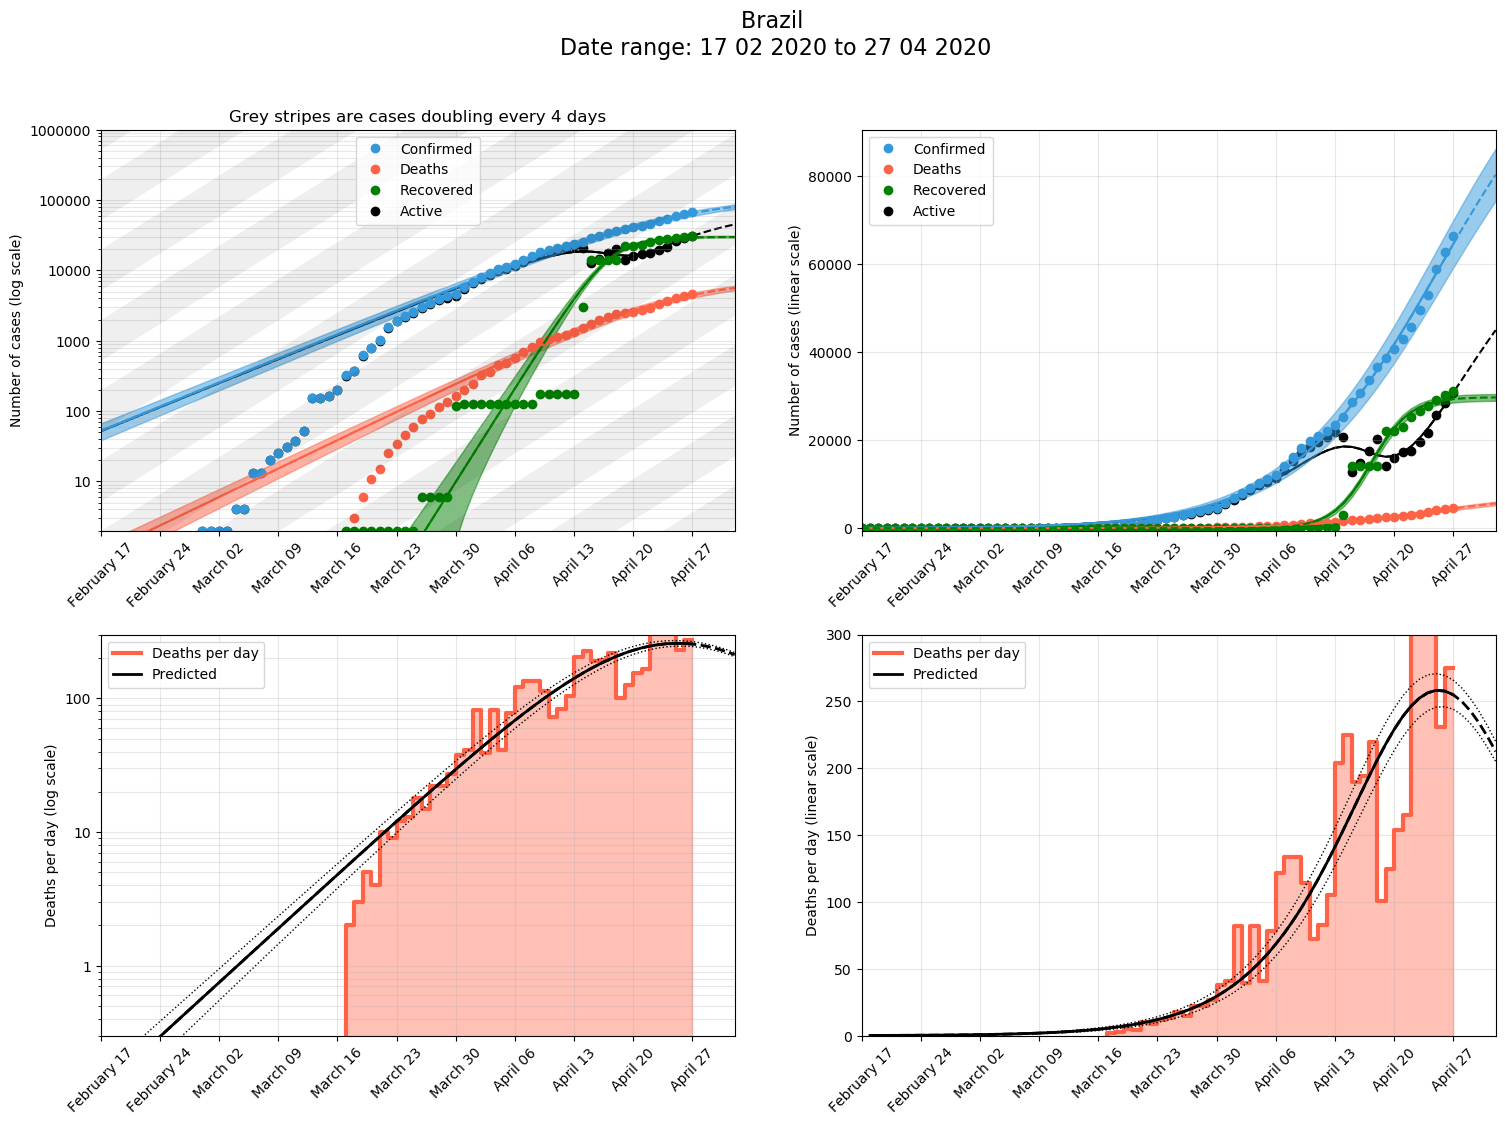 Brazil
Date range: 17 02 2020 to 27 04 2020
Grey stripes are cases doubling every 4 days
Number of cases (log scale)
1000000
100000
10000
1000
100
10
Confirmed
Deaths
Recovered
Active
February 17
February 24
March 02
March 09
March 16
March 23
March 30
April 06
April 13
April 20
April 27
Number of cases (linear scale)
80000
60000
40000
20000
0
Confirmed
Deaths
Recovered
Active
February 17
February 24
March 02
March 09
March 16
March 23
March 30
April 06
April 13
April 20
April 27
Deaths per day (log scale)
100
10
1
Deaths per day
Predicted
February 17
February 24
March 02
March 09
March 16
March 23
March 30
April 06
April 13
April 20
April 27
Deaths per day (linear scale)
300
250
200
150
100
50
0
Deaths per day
Predicted
February 17
February 24
March 02
March 09
March 16
March 23
March 30
April 06
April 13
April 20
April 27